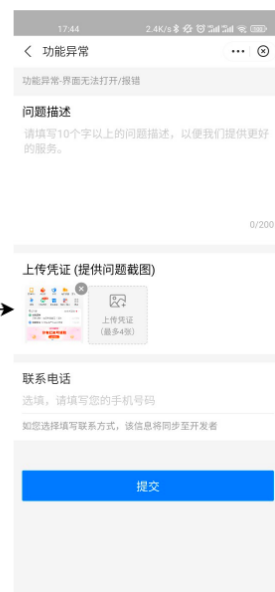 17:44
2.4K/s
功能异常
功能异常-界面无法打开/报错
问题描述
请填写10个字以上的问题描述，以便我们提供更好
的服务。
0/200
上传凭证 (提供问题截图)
上传凭证
(最多4张)
联系电话
选填，请填写您的手机号码
如您选择填写联系方式，该信息将同步至开发者
提交